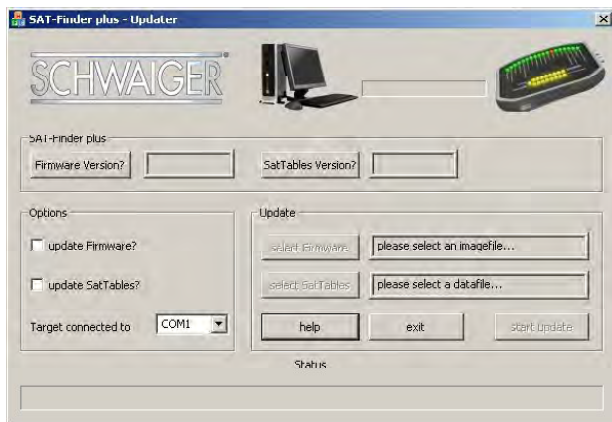 SAT-Finder plus - Updater
SCHWAIGER
SAT-Finder plus
Firmware Version?
SatTables Version?
Options
update Firmware?
update SatTables?
Target connected to
COM1
Update
select Firmware
please select an imagefile...
select SatTables
please select a datafile...
help
exit
start update
Status